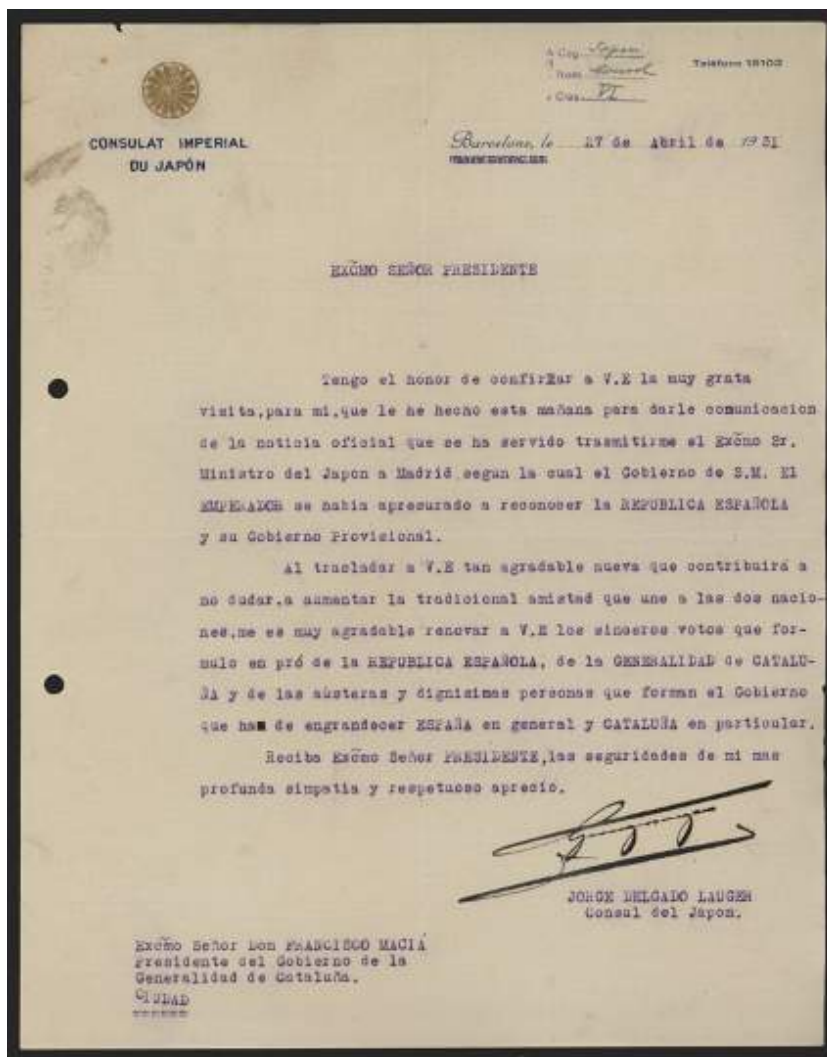 Japon
Teléfono 15102
VI
CONSULAT IMPERIAL
DU JAPÓN
Barcelone, le 27 de Abril de 1931
EXCMO SEÑOR PRESIDENTE
Tengo el honor de confirmar a V.E la muy grata
visita,para mi,que le he hecho esta mañana para darle comunicacion
de la noticia oficial que se ha servido trasmitirme el Excmo Sr.
Ministro del Japon a Madrid segun la cual el Gobierno de S.M. El
EMPERADOR se habia apresurado a reconocer la REPUBLICA ESPAÑOLA
y su Gobierno Provisional.
Al trasladar a V.E tan agradable nueva que contribuirá a
no dudar,a aumentar la tradicional amistad que une a las dos nacio-
nes,me es muy agradable renovar a V.E los sinceros votos que for-
mulo en pró de la REPUBLICA ESPAÑOLA, de la GENERALIDAD de CATALU-
ÑA y de las austeras y dignisimas personas que forman el Gobierno
que han de engrandecer ESPAÑA en general y CATALUÑA en particular.
Reciba Excmo Señor PRESIDENTE,las seguridades de mi mas
profunda simpatia y respetuoso aprecio.
JORGE DELGADO LAUGER
Consul del Japon.
Excmo Señor Don FRANCISCO MACIÁ
Presidente del Gobierno de la
Generalidad de Cataluña.
CIUDAD